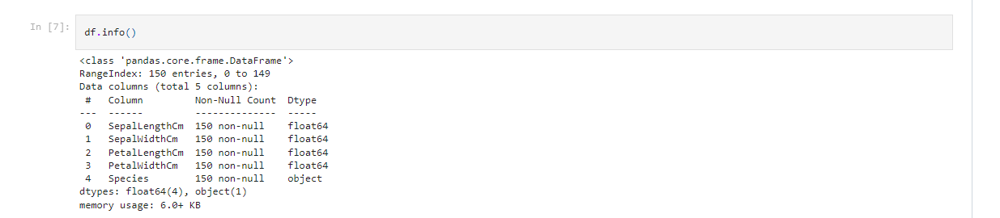 In [7]:
df.info()
<class 'pandas.core.frame.DataFrame'>
RangeIndex: 150 entries, 0 to 149
Data columns (total 5 columns):
 #   Column         Non-Null Count  Dtype
---  ------         --------------  -----
 0   SepalLengthCm  150 non-null    float64
 1   SepalWidthCm   150 non-null    float64
 2   PetalLengthCm  150 non-null    float64
 3   PetalWidthCm   150 non-null    float64
 4   Species        150 non-null    object
dtypes: float64(4), object(1)
memory usage: 6.0+ KB